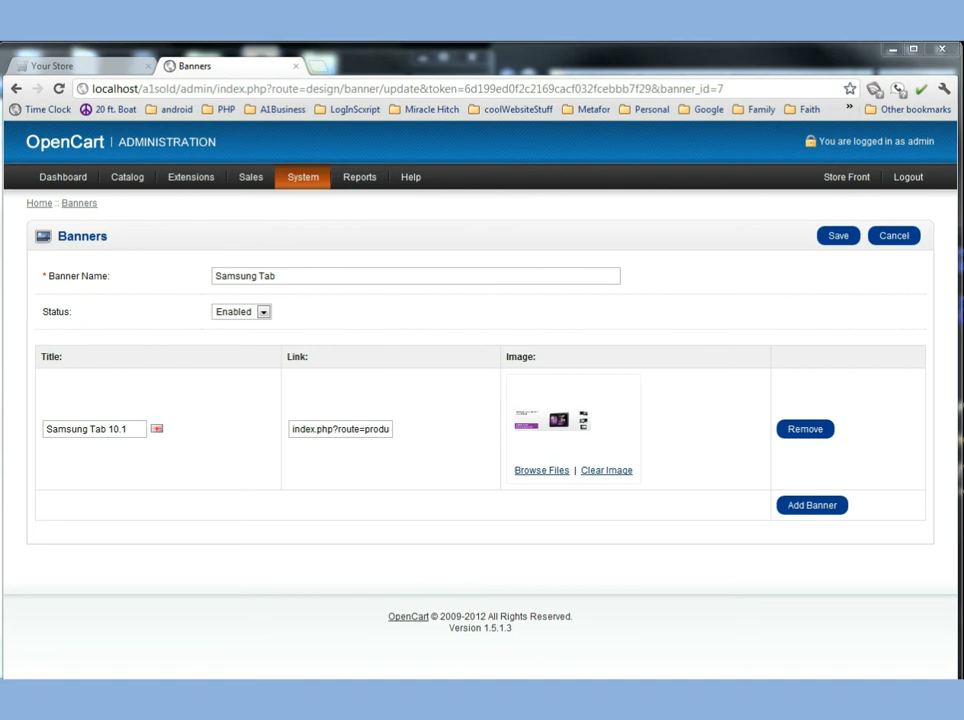 Your Store
Banners
localhost/a1sold/admin/index.php?route=design/banner/update&token=6d199ed0f2c2169cacf032fcebbb7f29&banner_id=7
Time Clock 20 ft. Boat android PHP A1Business LogInScxript Miracle Hitch coolWebsiteStuff Metafor Personal Google Family Faith » Other bookmarks
OpenCart | ADMINISTRATION
You are logged in as admin
Dashboard Catalog Extensions Sales System Reports Help Store Front Logout
Home :: Banners
Banners
Save Cancel
* Banner Name: Samsung Tab
Status: Enabled
Title: Link: Image:
Samsung Tab 10.1 index.php?route=produ Remove
Browse Files | Clear Image
Add Banner
OpenCart © 2009-2012 All Rights Reserved.
Version 1.5.1.3